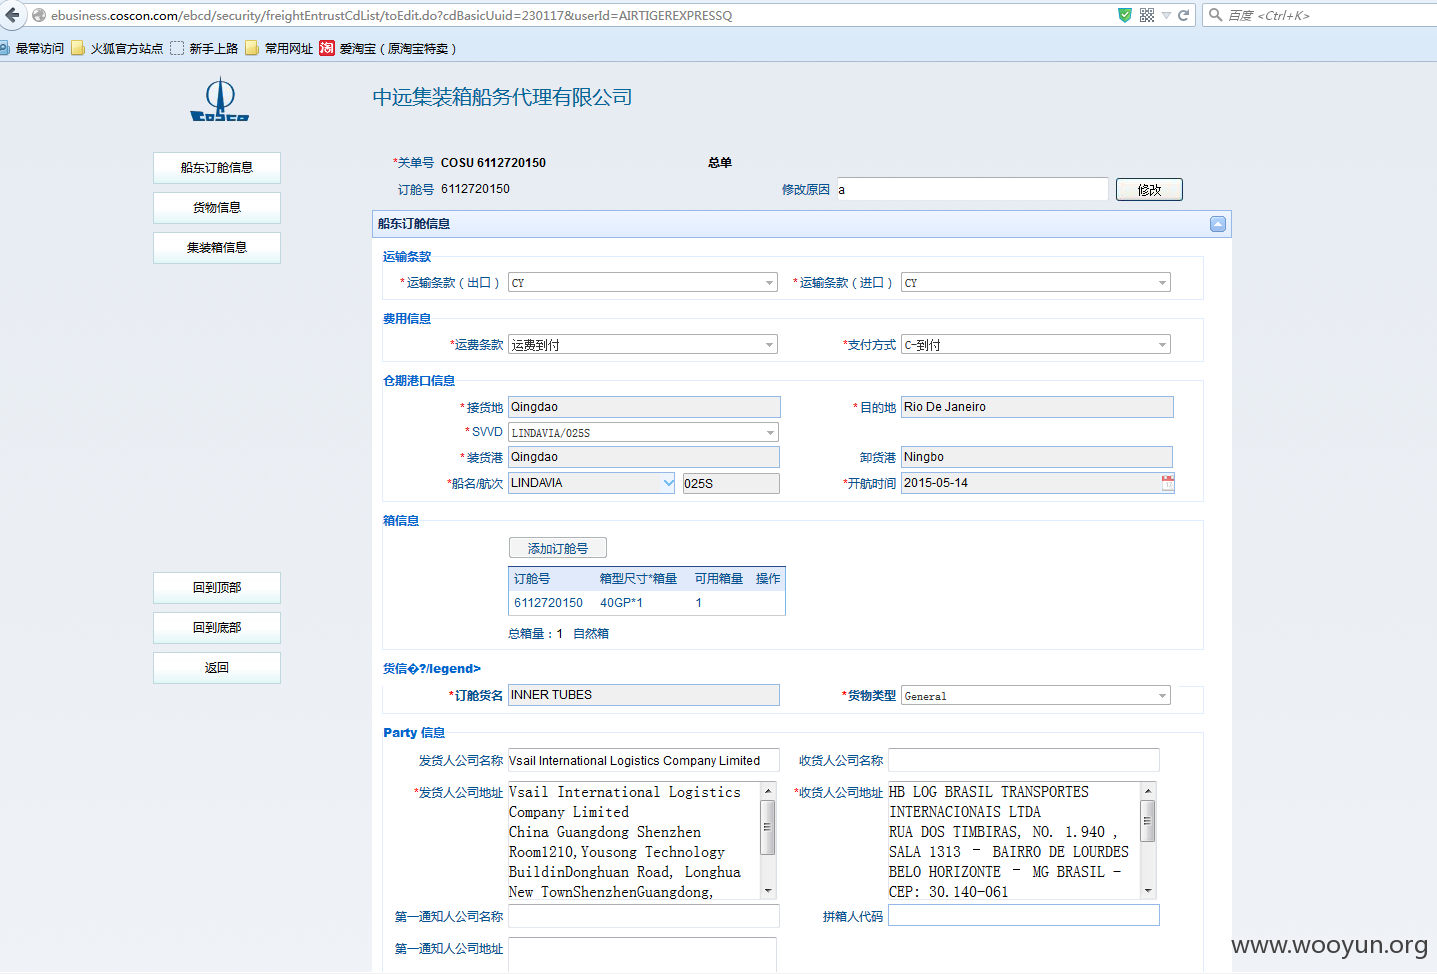 ebusiness.coscon.com/ebcd/security/freightEntrustCdList/toEdit.do?cdBasicUuid=230117&userId=AIRTIGEREXPRESSQ
百度 <Ctrl+K>
最常访问 火狐官方站点 新手上路 常用网址 淘 爱淘宝（原淘宝特卖）
COSCO
中远集装箱船务代理有限公司
船东订舱信息
货物信息
集装箱信息
回到顶部
回到底部
返回
*关单号 COSU 6112720150 总单
订舱号 6112720150 修改原因 a 修改
船东订舱信息
运输条款
*运输条款（出口） CY *运输条款（进口） CY
费用信息
*运费条款 运费到付 *支付方式 C-到付
仓期港口信息
*接货地 Qingdao *目的地 Rio De Janeiro
*SVVD LINDAVIA/025S
*装货港 Qingdao 卸货港 Ningbo
*船名/航次 LINDAVIA 025S *开航时间 2015-05-14
箱信息
添加订舱号
订舱号 箱型尺寸*箱量 可用箱量 操作
6112720150 40GP*1 1
总箱量：1 自然箱
货信�?/legend>
*订舱货名 INNER TUBES *货物类型 General
Party 信息
发货人公司名称 Vsail International Logistics Company Limited 收货人公司名称
*发货人公司地址 Vsail International Logistics
Company Limited
China Guangdong Shenzhen
Room1210,Yousong Technology
BuildinDonghuan Road, Longhua
New TownShenzhenGuangdong,
*收货人公司地址 HB LOG BRASIL TRANSPORTES
INTERNACIONAIS LTDA
RUA DOS TIMBIRAS, NO. 1.940 ,
SALA 1313 - BAIRRO DE LOURDES
BELO HORIZONTE - MG BRASIL -
CEP: 30.140-061
第一通知人公司名称 拼箱人代码
第一通知人公司地址
www.wooyun.org